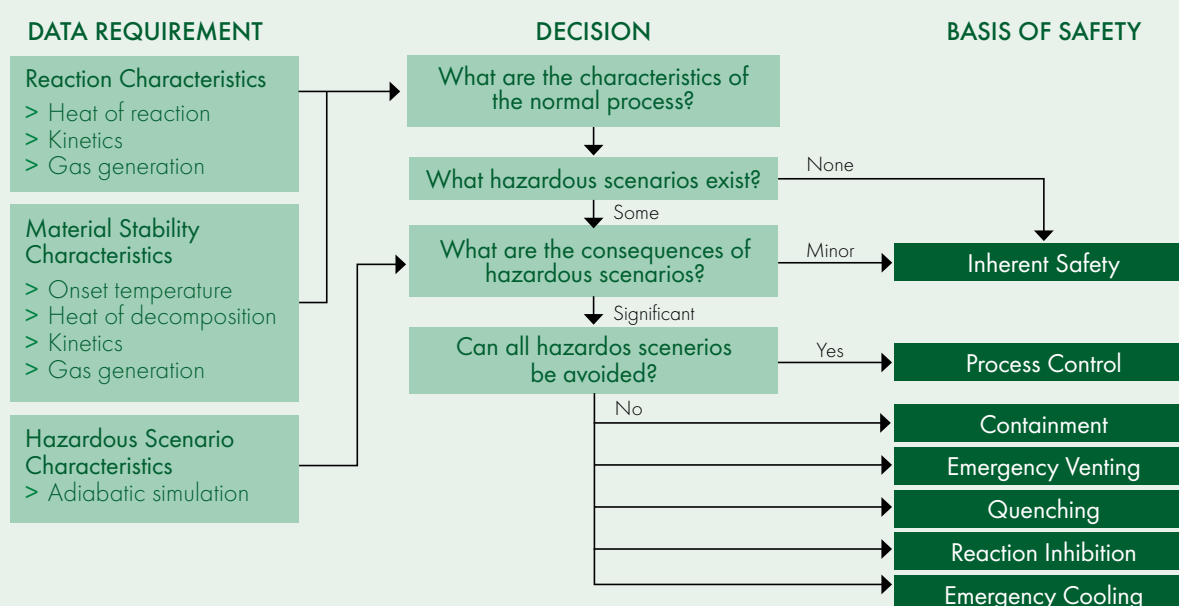 DATA REQUIREMENT
Reaction Characteristics
> Heat of reaction
> Kinetics
> Gas generation
Material Stability
Characteristics
> Onset temperature
> Heat of decomposition
> Kinetics
> Gas generation
Hazardous Scenario
Characteristics
> Adiabatic simulation
DECISION
What are the characteristics of
the normal process?
What hazardous scenarios exist?
None
Some
What are the consequences of
hazardous scenarios?
Minor
Significant
Can all hazardos scenerios
be avoided?
Yes
No
BASIS OF SAFETY
Inherent Safety
Process Control
Containment
Emergency Venting
Quenching
Reaction Inhibition
Emergency Cooling